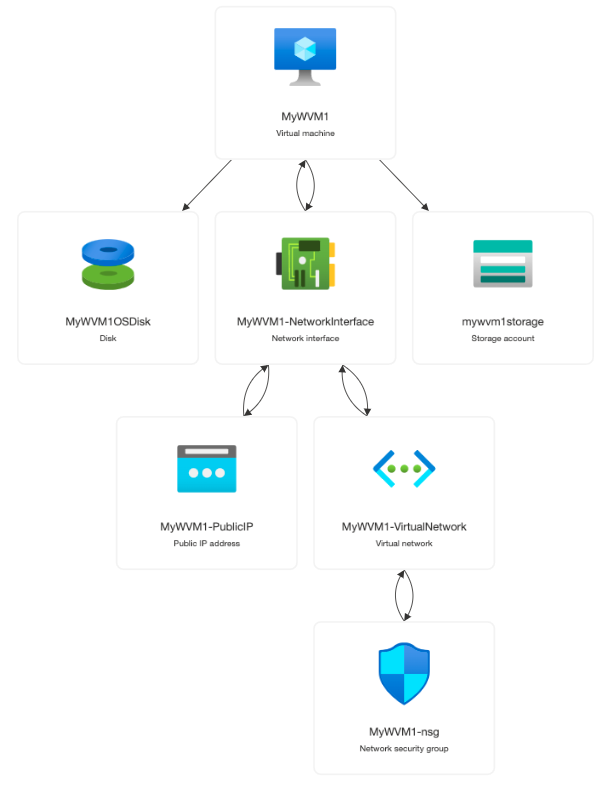 MyWVM1
Virtual machine
MyWVM1OSDisk
Disk
MyWVM1-NetworkInterface
Network interface
mywvm1storage
Storage account
MyWVM1-PublicIP
Public IP address
MyWVM1-VirtualNetwork
Virtual network
MyWVM1-nsg
Network security group